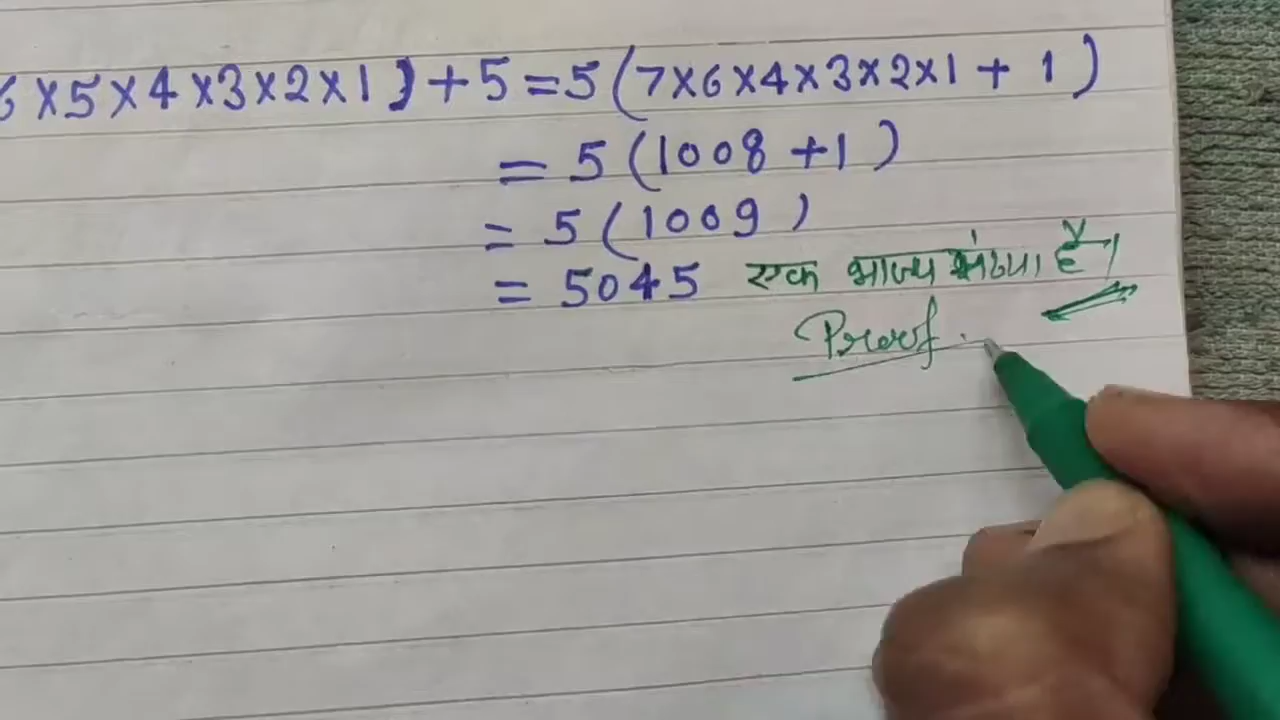 6×5×4×3×2×1)+5=5(7×6×4×3×2×1+1)
=5(1008+1)
=5(1009)
=5045 एक भाज्य संख्या है।
Proof.